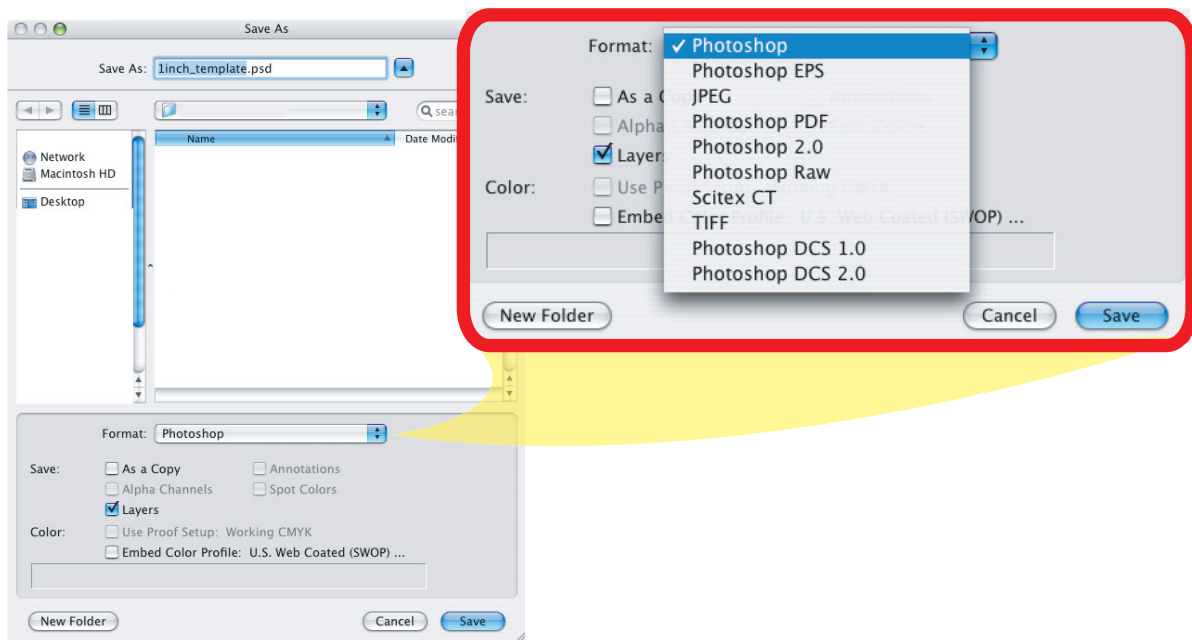 Save As
Save As: 1inch_template.psd
Name
Date Modif
Network
Macintosh HD
Desktop
Format: Photoshop
Save:
As a Copy
Annotations
Alpha Channels
Spot Colors
Layers
Color:
Use Proof Setup: Working CMYK
Embed Color Profile: U.S. Web Coated (SWOP) ...
New Folder
Cancel
Save
Format: ✓ Photoshop
Photoshop EPS
JPEG
Photoshop PDF
Photoshop 2.0
Photoshop Raw
Scitex CT
TIFF
Photoshop DCS 1.0
Photoshop DCS 2.0
Save:
As a
Annotations
Alpha
Layer
Color:
Use P
Embe Color Profile: U.S. Web Coated (SWOP) ...
New Folder
Cancel
Save